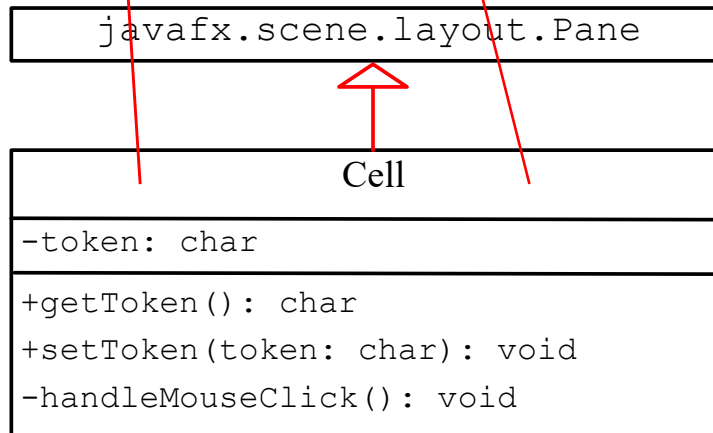 javafx.scene.layout.Pane
Cell
-token: char
+getToken(): char
+setToken(token: char): void
-handleMouseClick(): void